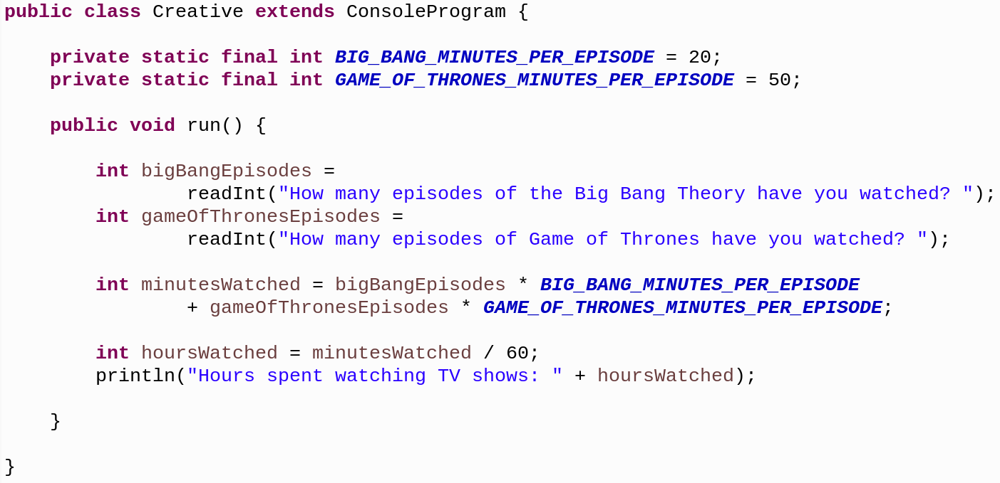 public class Creative extends ConsoleProgram {
private static final int BIG_BANG_MINUTES_PER_EPISODE = 20;
private static final int GAME_OF_THRONES_MINUTES_PER_EPISODE = 50;
public void run() {
int bigBangEpisodes =
readInt("How many episodes of the Big Bang Theory have you watched? ");
int gameOfThronesEpisodes =
readInt("How many episodes of Game of Thrones have you watched? ");
int minutesWatched = bigBangEpisodes * BIG_BANG_MINUTES_PER_EPISODE
+ gameOfThronesEpisodes * GAME_OF_THRONES_MINUTES_PER_EPISODE;
int hoursWatched = minutesWatched / 60;
println("Hours spent watching TV shows: " + hoursWatched);
}
}